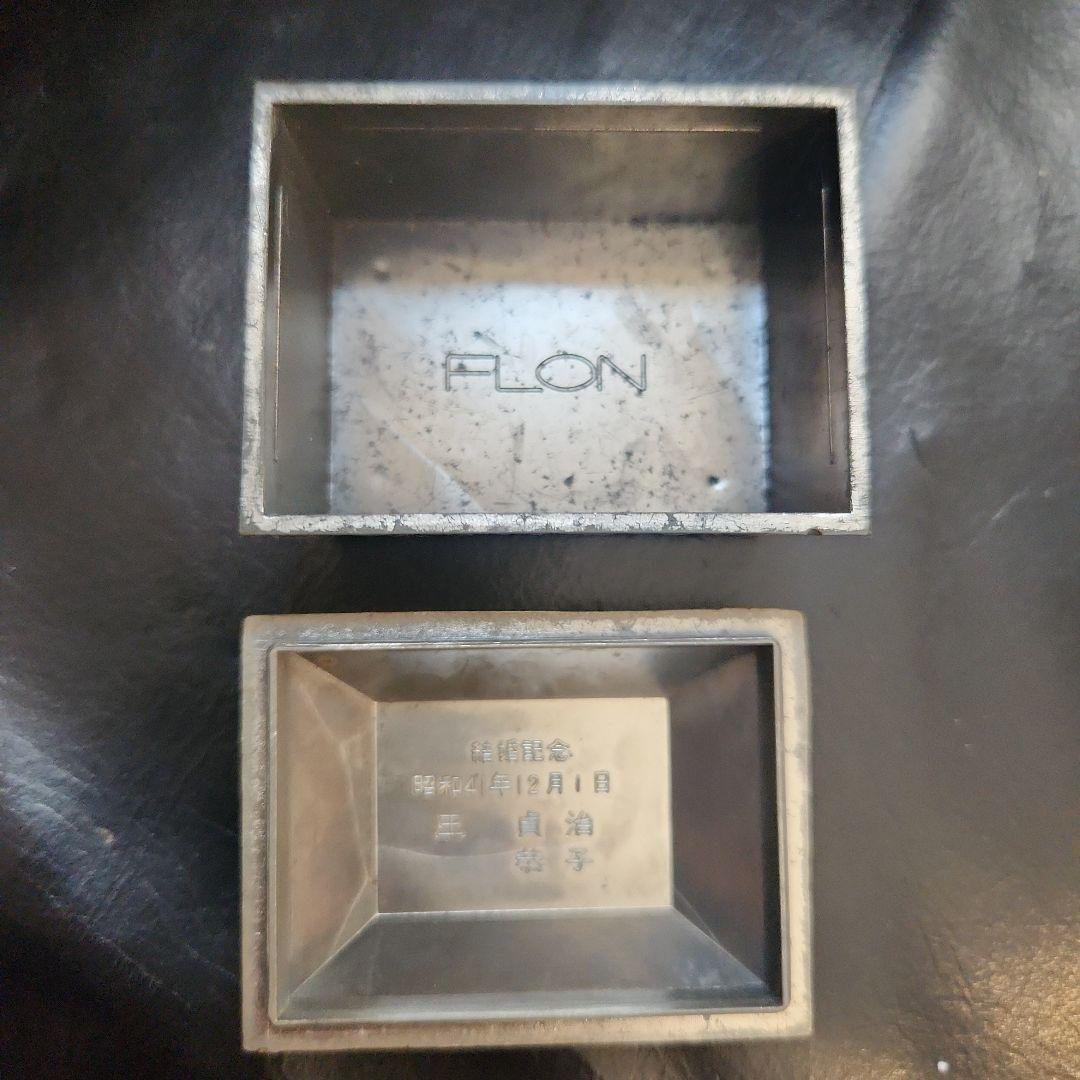 FLON
結婚記念
昭和41年12月1日
王 貞 治
恭 子